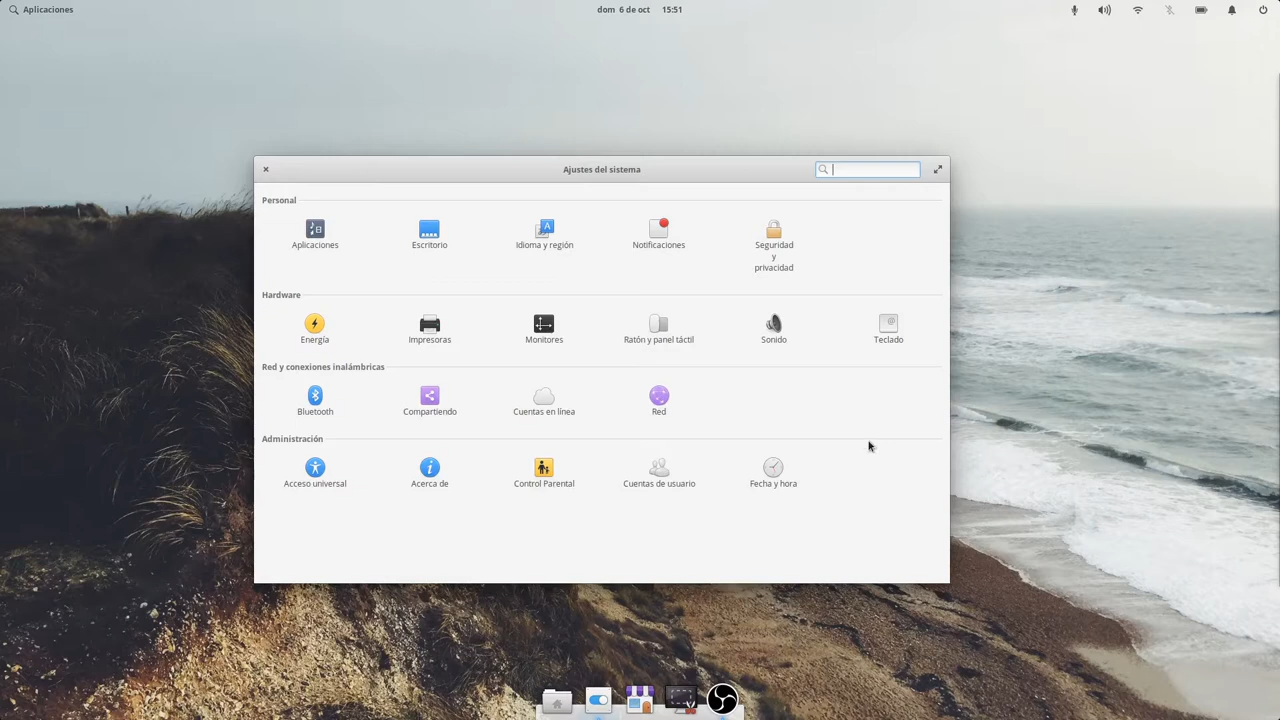 Aplicaciones
dom 6 de oct 15:51
Ajustes del sistema
Personal
Aplicaciones
Escritorio
Idioma y región
Notificaciones
Seguridad
y
privacidad
Hardware
Energía
Impresoras
Monitores
Ratón y panel táctil
Sonido
Teclado
Red y conexiones inalámbricas
Bluetooth
Compartiendo
Cuentas en línea
Red
Administración
Acceso universal
Acerca de
Control Parental
Cuentas de usuario
Fecha y hora